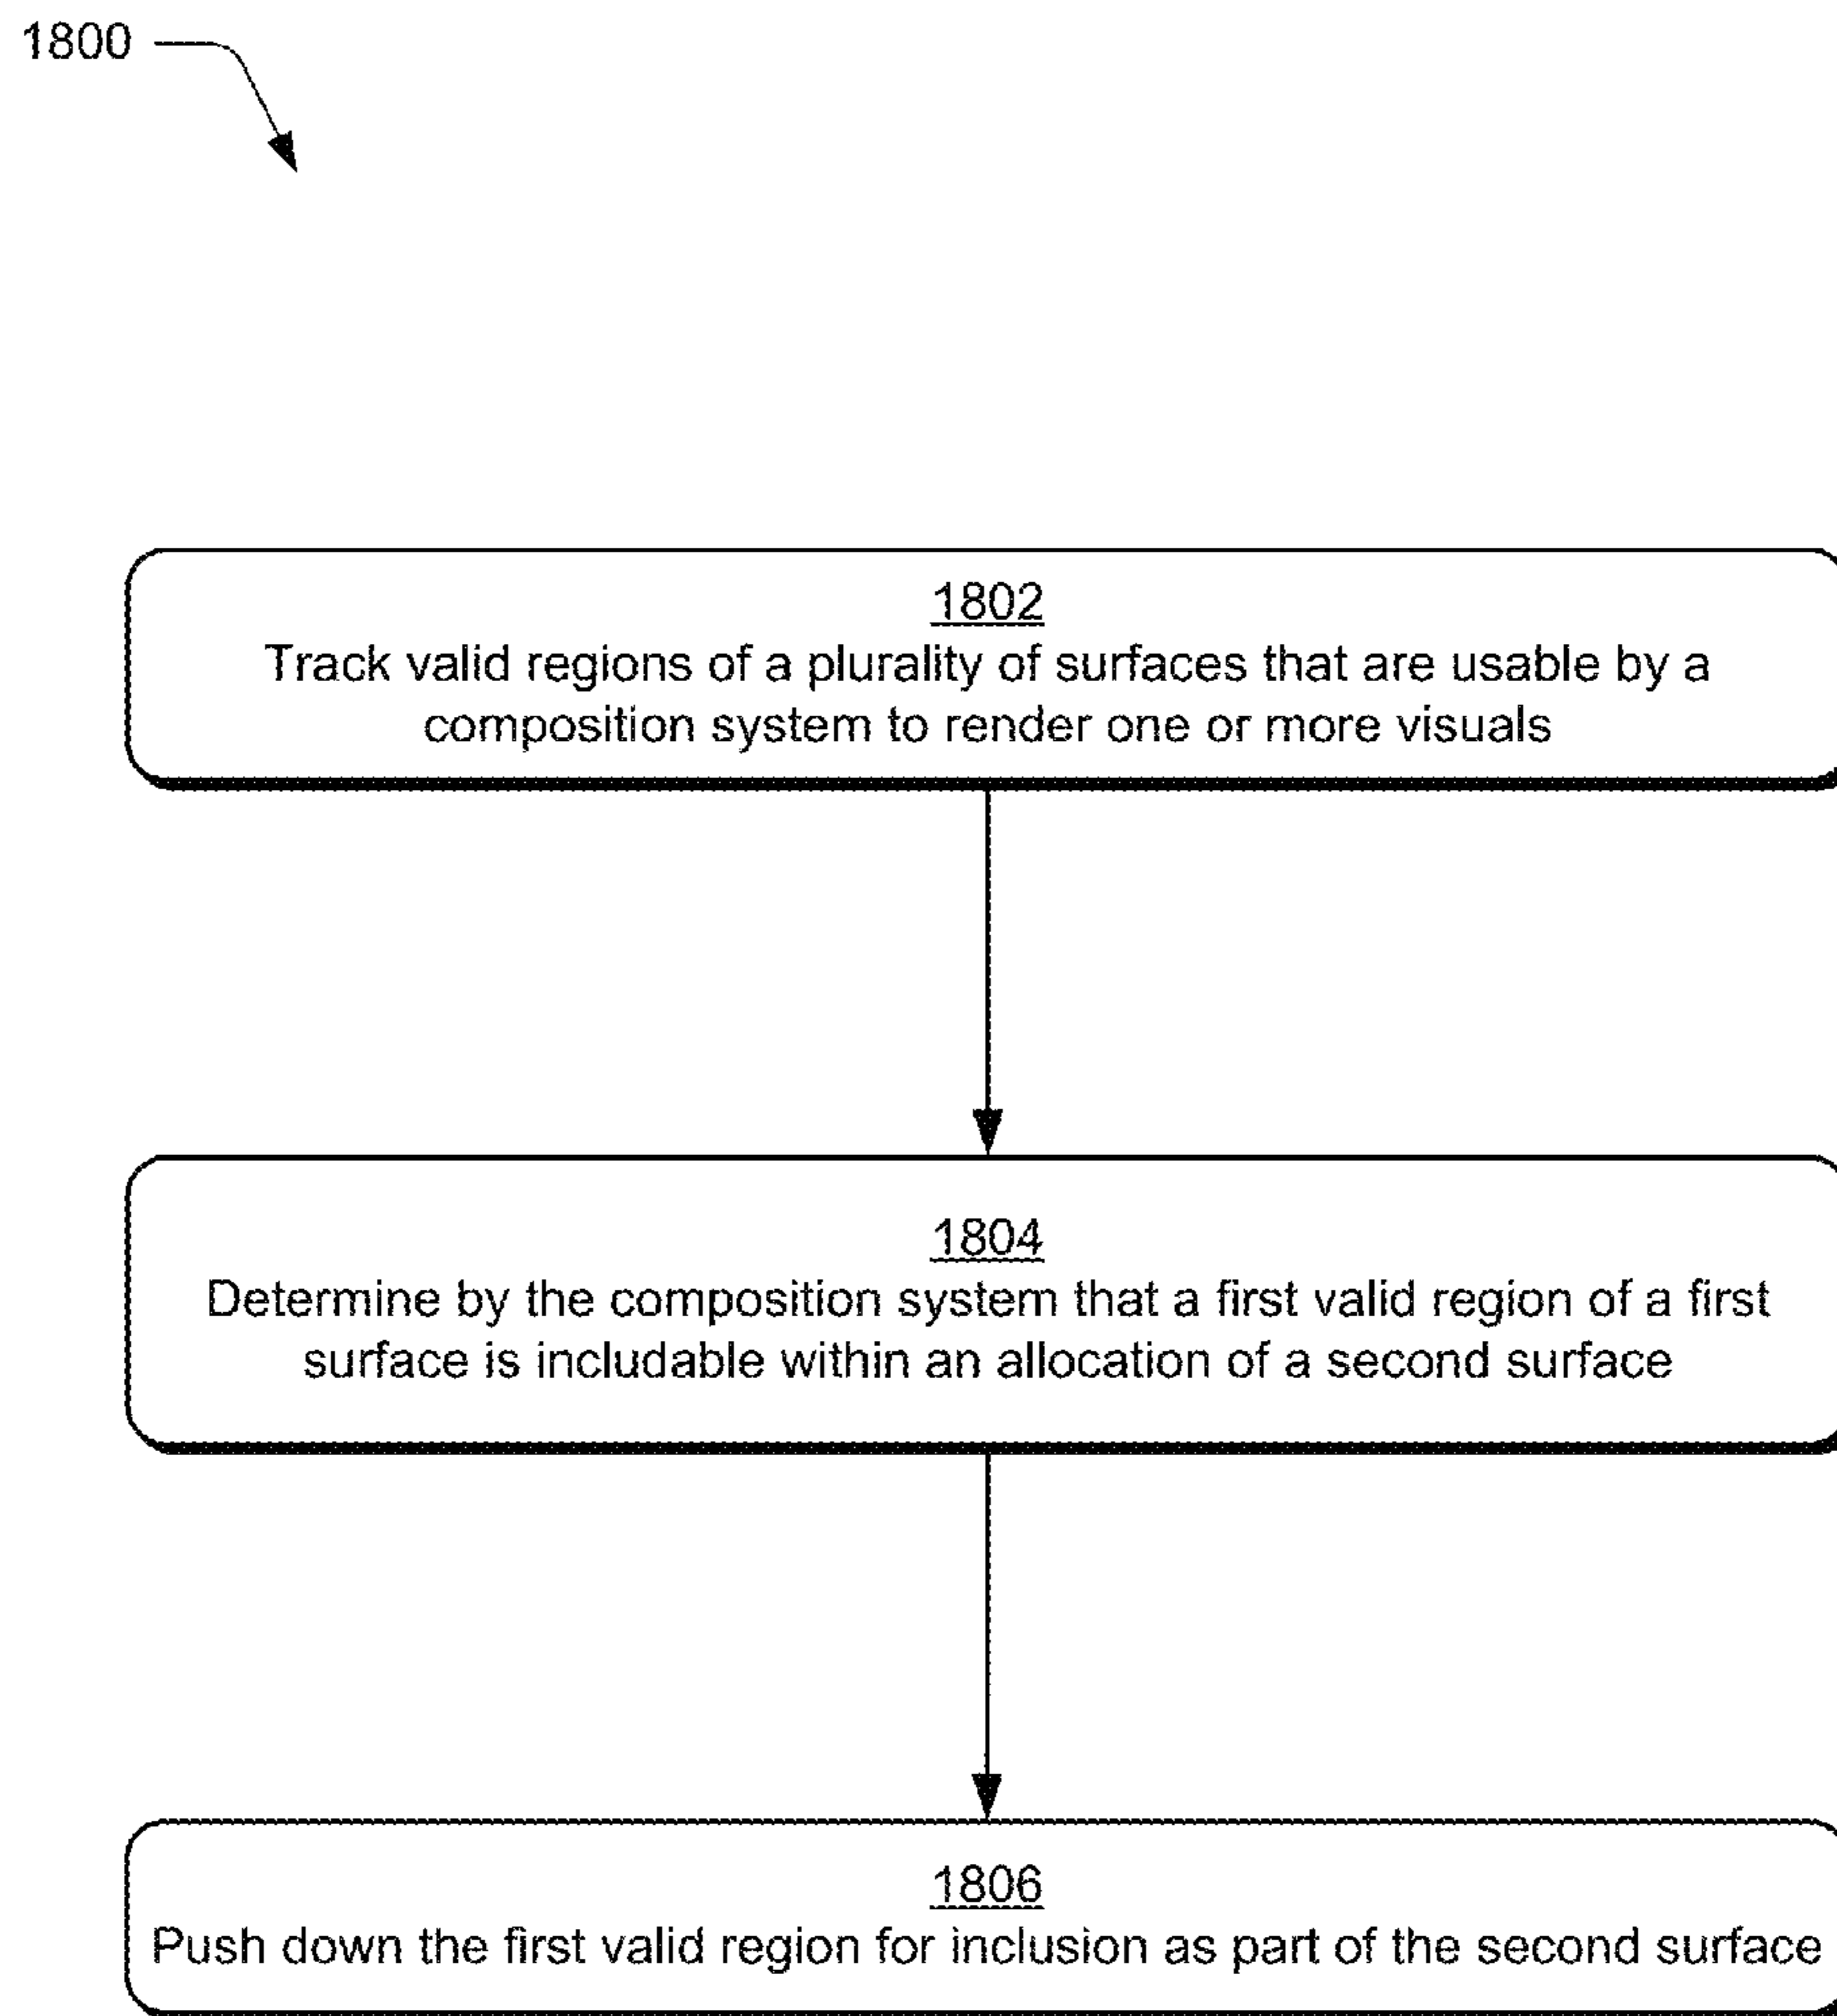 1800
1802
Track valid regions of a plurality of surfaces that are usable by a
composition system to render one or more visuals
1804
Determine by the composition system that a first valid region of a first
surface is includable within an allocation of a second surface
1806
Push down the first valid region for inclusion as part of the second surface